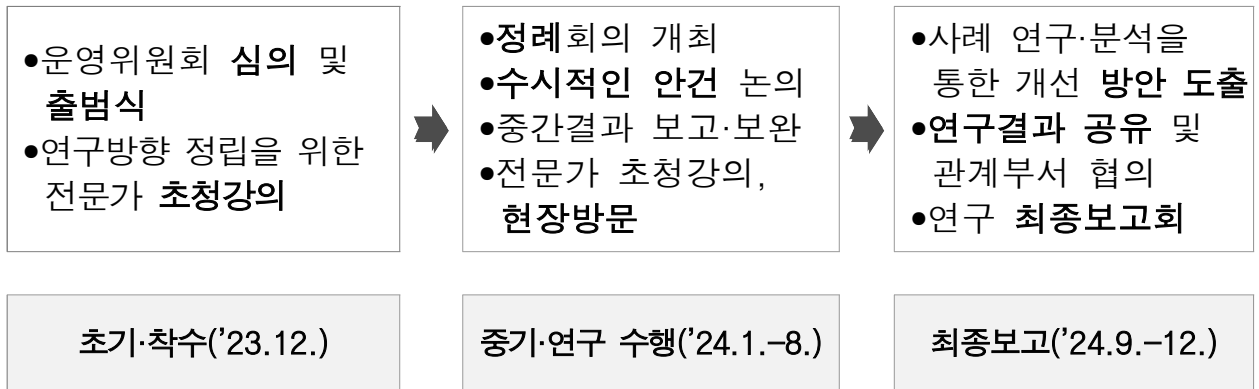 ●운영위원회 심의 및
출범식
●연구방향 정립을 위한
전문가 초청강의
●정례회의 개최
●수시적인 안건 논의
●중간결과 보고·보완
●전문가 초청강의,
현장방문
●사례 연구·분석을
통한 개선 방안 도출
●연구결과 공유 및
관계부서 협의
●연구 최종보고회
초기·착수(’23.12.)
중기·연구 수행(’24.1.–8.)
최종보고(’24.9.–12.)